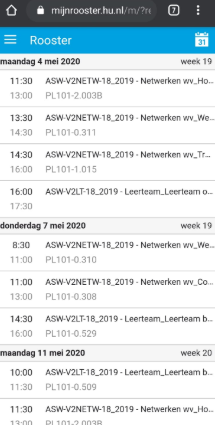 mijnrooster.hu.nl/m/?re
7
Rooster
31
maandag 4 mei 2020 week 19
11:30 ASW-V2NETW-18_2019 - Netwerken wv_Ho...
13:00 PL101-2.003B
13:30 ASW-V2NETW-18_2019 - Netwerken wv_We...
14:30 PL101-0.311
14:30 ASW-V2NETW-18_2019 - Netwerken wv_Tr...
16:00 PL101-1.015
16:00 ASW-V2LT-18_2019 - Leerteam_Leerteam o...
17:30
donderdag 7 mei 2020 week 19
8:30 ASW-V2NETW-18_2019 - Netwerken wv_We...
11:00 PL101-0.310
11:00 ASW-V2NETW-18_2019 - Netwerken wv_Co...
13:00 PL101-0.308
14:30 ASW-V2LT-18_2019 - Leerteam_Leerteam b...
16:00 PL101-0.529
maandag 11 mei 2020 week 20
10:00 ASW-V2LT-18_2019 - Leerteam_Leerteam b...
11:30 PL101-0.509
11:30 ASW-V2NETW-18_2019 - Netwerken wv_Ho...
13:00 PL101-2.003B